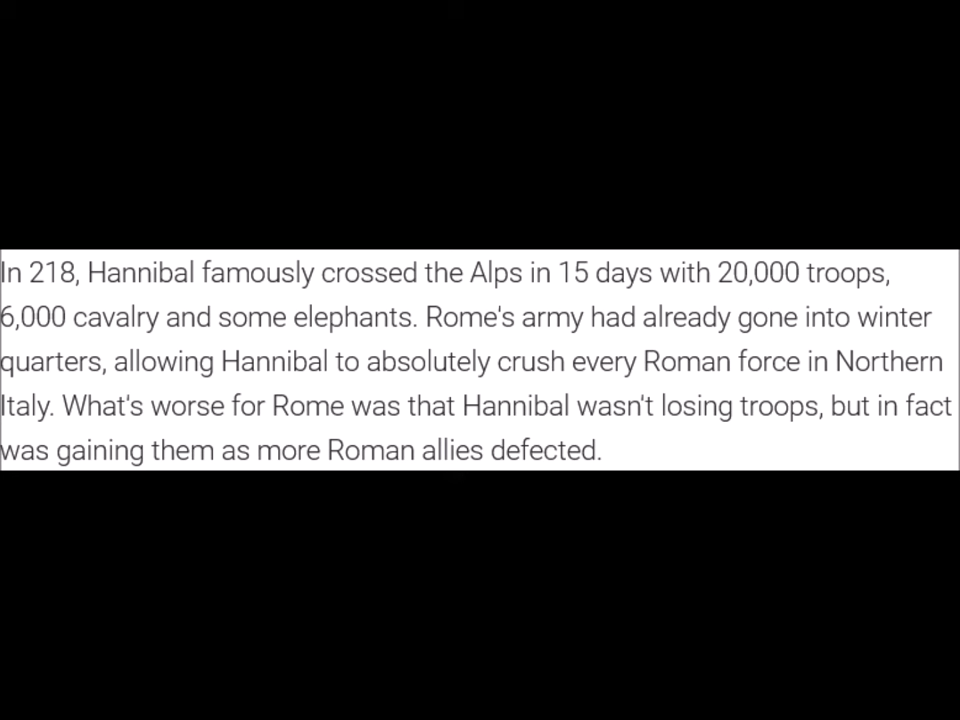 In 218, Hannibal famously crossed the Alps in 15 days with 20,000 troops,
6,000 cavalry and some elephants. Rome's army had already gone into winter
quarters, allowing Hannibal to absolutely crush every Roman force in Northern
Italy. What's worse for Rome was that Hannibal wasn't losing troops, but in fact
was gaining them as more Roman allies defected.